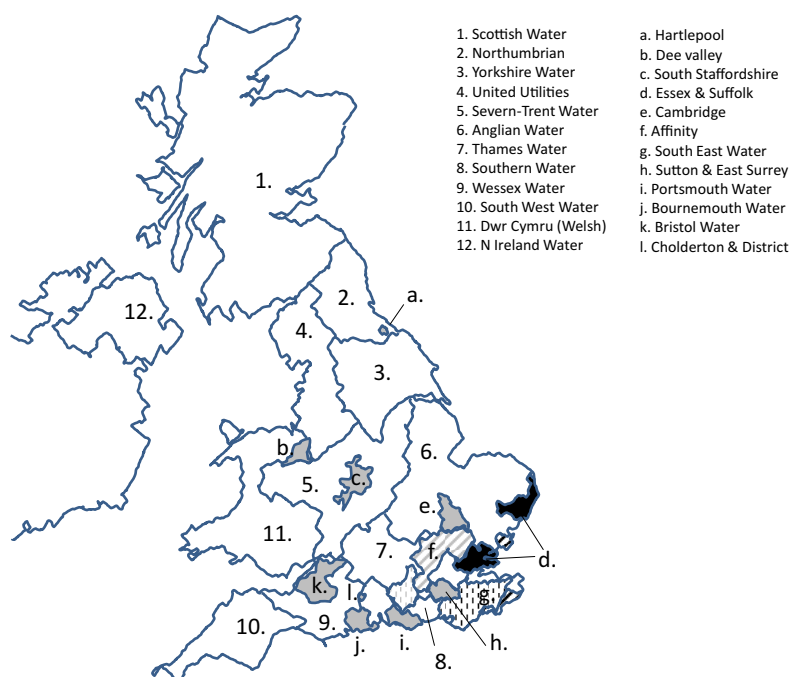 1. Scottish Water
2. Northumbrian
3. Yorkshire Water
4. United Utilities
5. Severn-Trent Water
6. Anglian Water
7. Thames Water
8. Southern Water
9. Wessex Water
10. South West Water
11. Dwr Cymru (Welsh)
12. N Ireland Water
a. Hartlepool
b. Dee valley
c. South Staffordshire
d. Essex & Suffolk
e. Cambridge
f. Affinity
g. South East Water
h. Sutton & East Surrey
i. Portsmouth Water
j. Bournemouth Water
k. Bristol Water
l. Cholderton & District
1.
2.
a.
12.
4.
3.
b.
6.
5.
c.
e.
11.
7.
f.
d.
k.
l.
g.
10.
9.
j.
i.
8.
h.